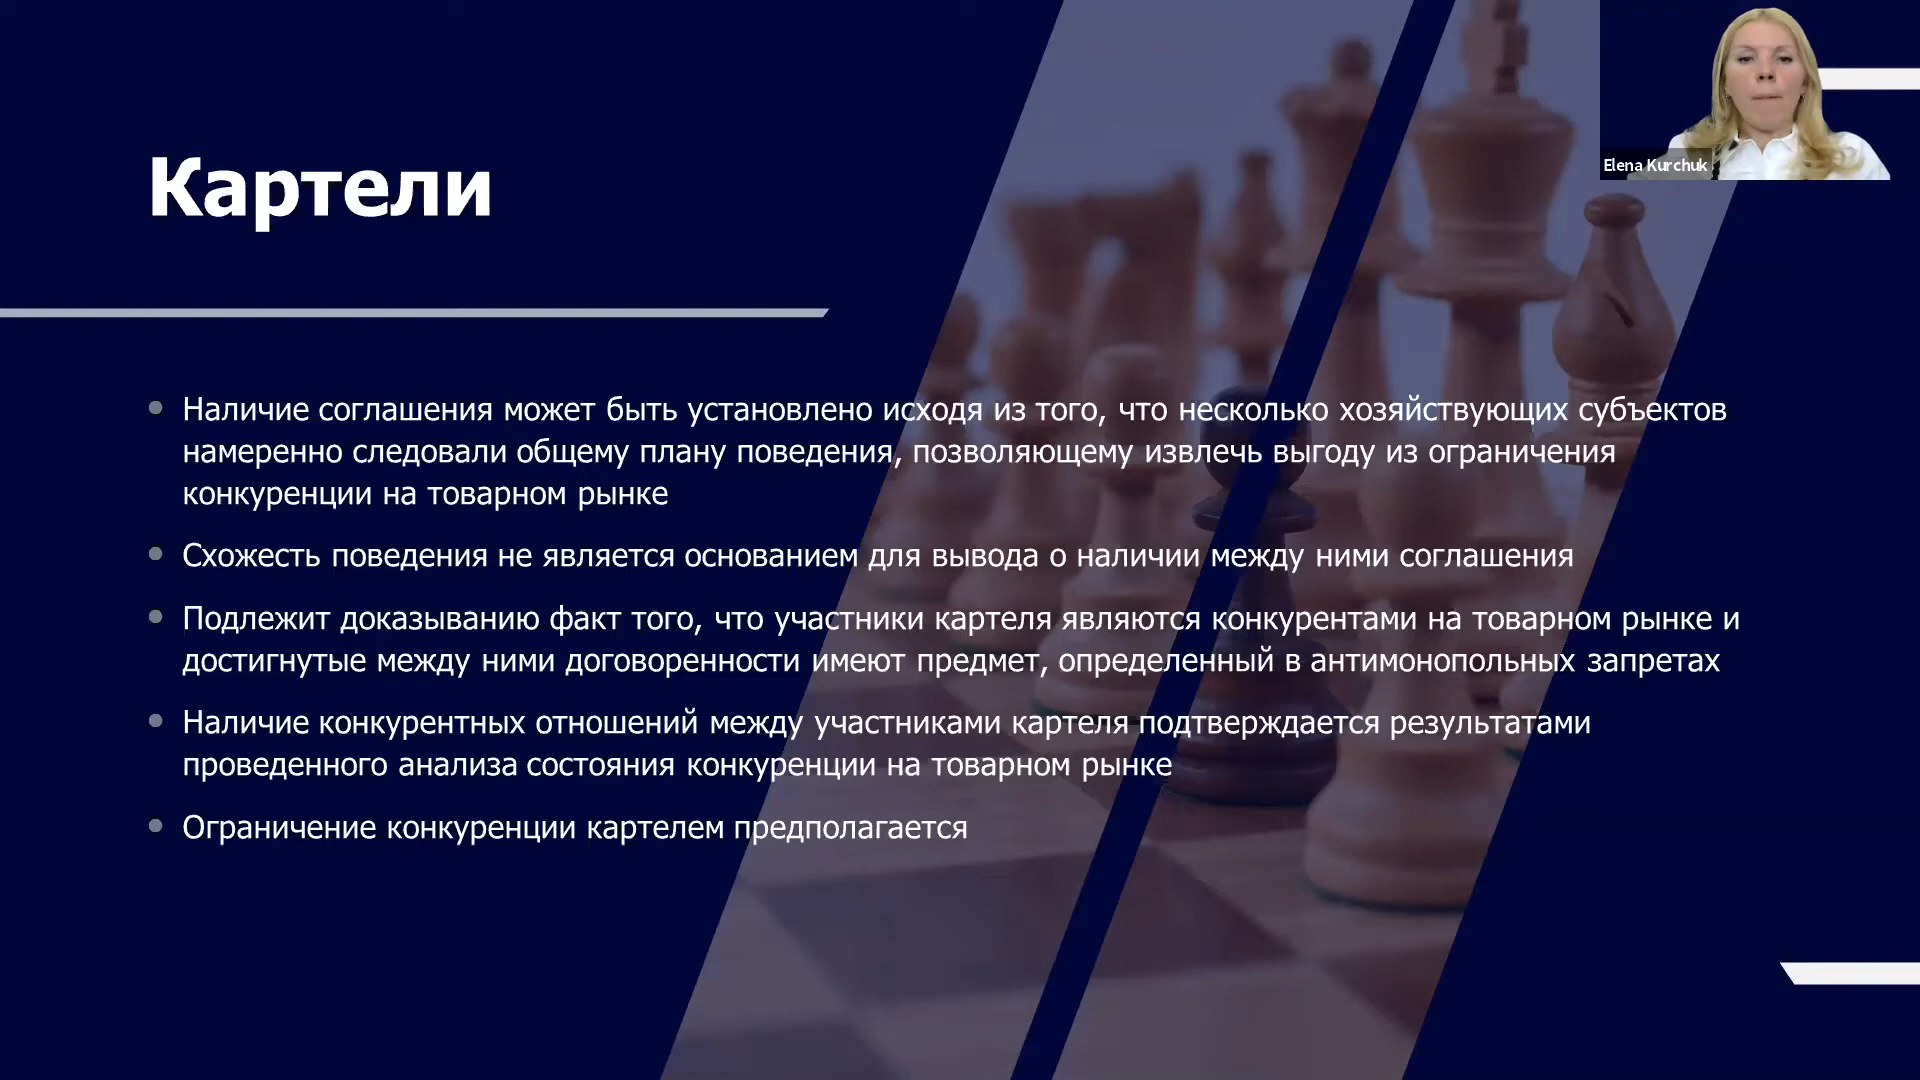 Elena Kurchuk
Картели
Наличие соглашения может быть установлено исходя из того, что несколько хозяйствующих субъектов
намеренно следовали общему плану поведения, позволяющему извлечь выгоду из ограничения
конкуренции на товарном рынке
Схожесть поведения не является основанием для вывода о наличии между ними соглашения
Подлежит доказыванию факт того, что участники картеля являются конкурентами на товарном рынке и
достигнутые между ними договоренности имеют предмет, определенный в антимонопольных запретах
Наличие конкурентных отношений между участниками картеля подтверждается результатами
проведенного анализа состояния конкуренции на товарном рынке
Ограничение конкуренции картелем предполагается